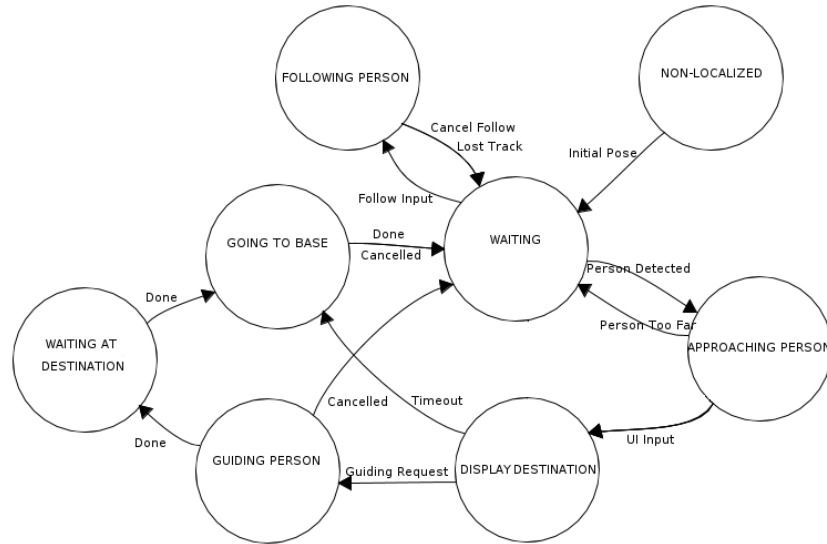 FOLLOWING PERSON
NON-LOCALIZED
Cancel Follow
Lost Track
Initial Pose
Follow Input
GOING TO BASE
Done
Cancelled
WAITING
Person Detected
Done
Person Too Far
WAITING AT
DESTINATION
APPROACHING PERSON
Cancelled
Timeout
Done
UI Input
GUIDING PERSON
Guiding Request
DISPLAY DESTINATION